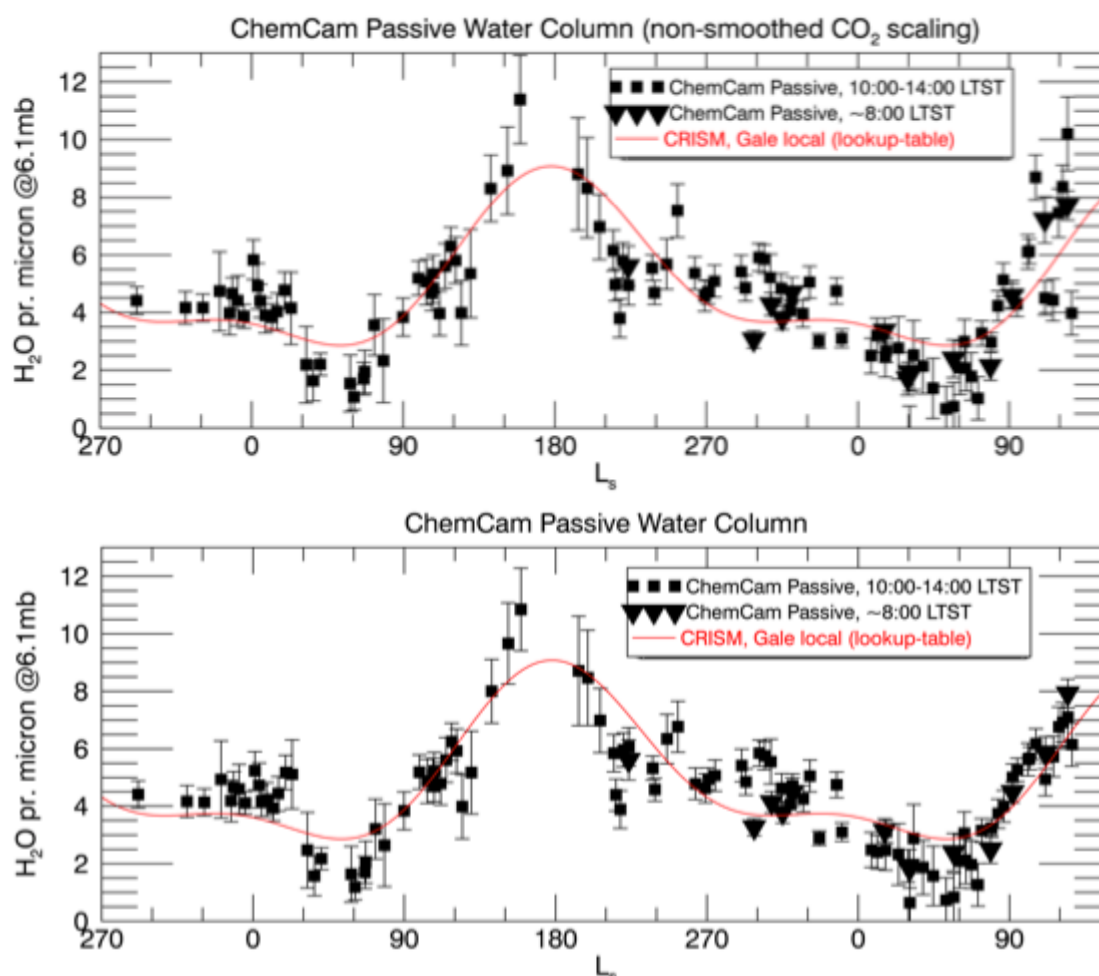 ChemCam Passive Water Column (non-smoothed CO₂ scaling)
12
10
8
6
4
2
0
H₂O pr. micron @6.1mb
ChemCam Passive, 10:00-14:00 LTST
ChemCam Passive, ~8:00 LTST
CRISM, Gale local (lookup-table)
270 0 90 180 270 0 90
Lₛ
ChemCam Passive Water Column
12
10
8
6
4
2
0
H₂O pr. micron @6.1mb
ChemCam Passive, 10:00-14:00 LTST
ChemCam Passive, ~8:00 LTST
CRISM, Gale local (lookup-table)
270 0 90 180 270 0 90
Lₛ